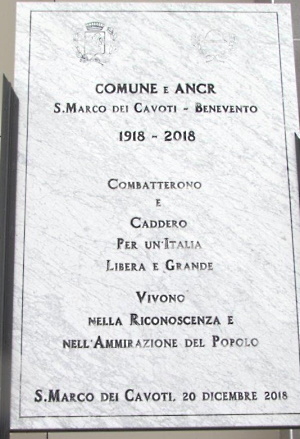 COMUNE E ANCR
S.MARCO DEI CAVOTI - BENEVENTO
1918 - 2018
COMBATTERONO
E
CADDERO
PER UN'ITALIA
LIBERA E GRANDE
VIVONO
NELLA RICONOSCENZA E
NELL'AMMIRAZIONE DEL POPOLO
S.MARCO DEI CAVOTI, 20 DICEMBRE 2018